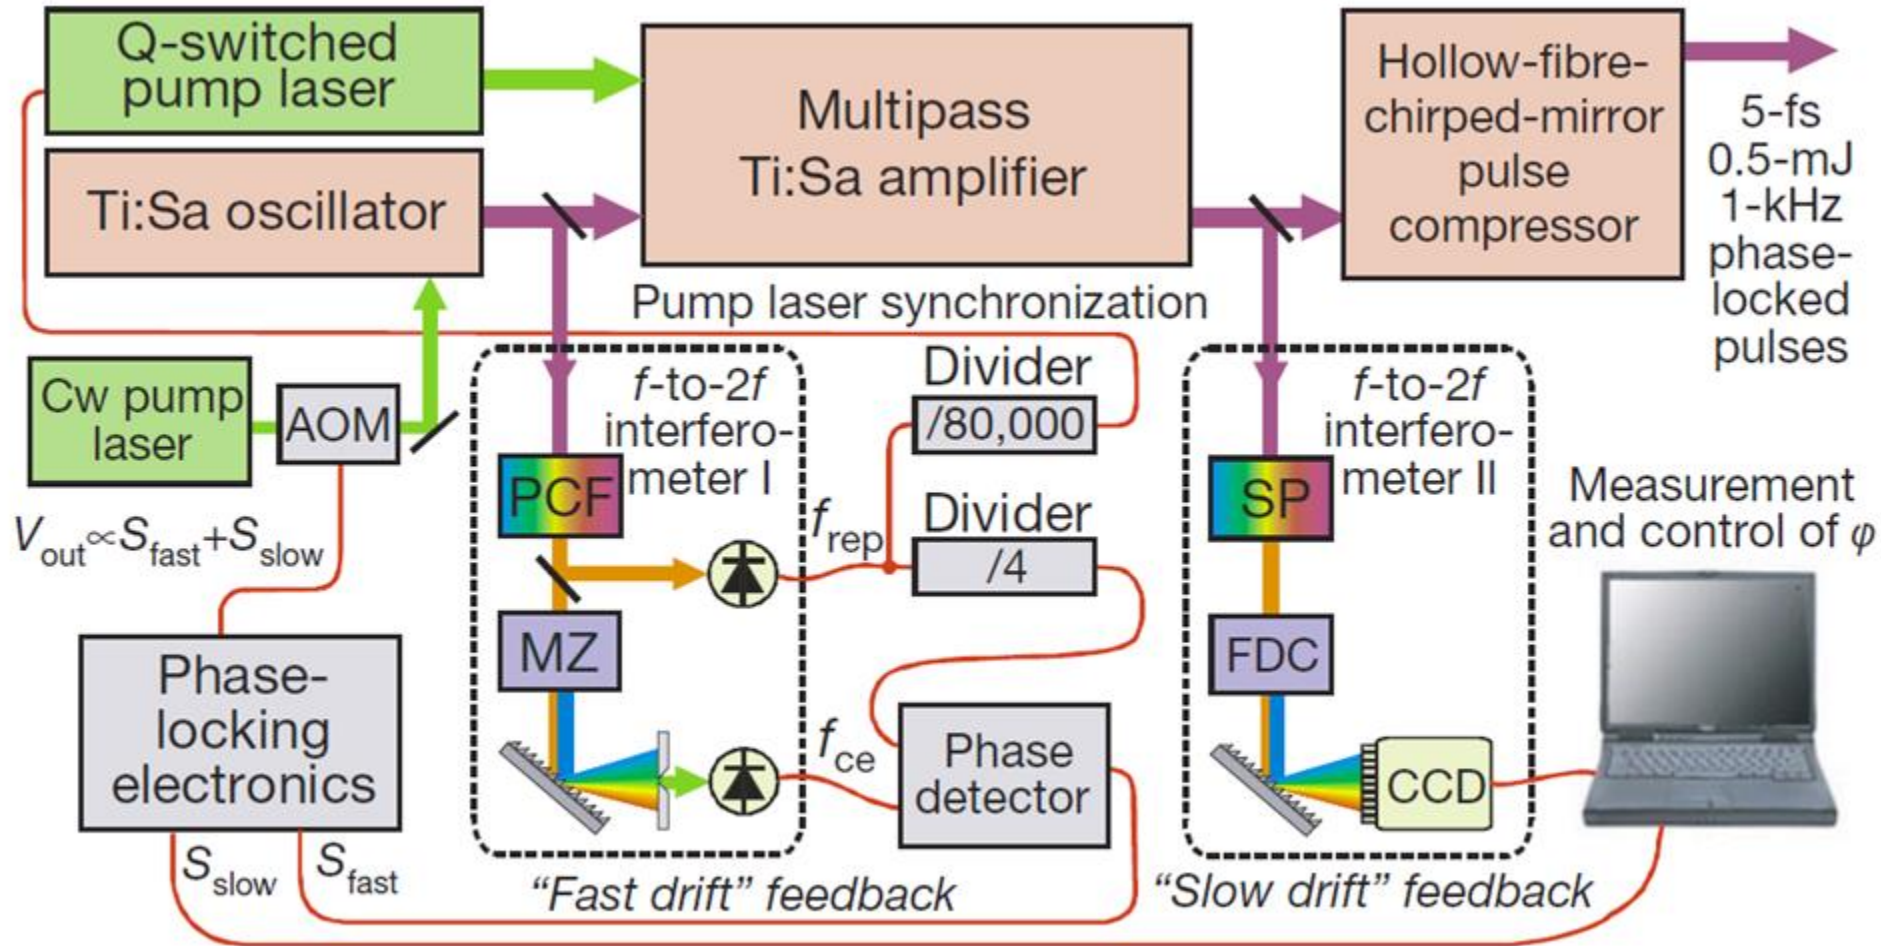 Q-switched
pump laser
Ti:Sa oscillator
Multipass
Ti:Sa amplifier
Hollow-fibre-
chirped-mirror
pulse
compressor
5-fs
0.5-mJ
1-kHz
phase-
locked
pulses
Pump laser synchronization
Cw pump
laser
AOM
V_out∝S_fast+S_slow
Phase-
locking
electronics
S_slow
S_fast
f-to-2f
interfero-
meter I
PCF
MZ
f_rep
f_ce
Divider
/80,000
Divider
/4
Phase
detector
"Fast drift" feedback
f-to-2f
interfero-
meter II
SP
FDC
CCD
"Slow drift" feedback
Measurement
and control of φ